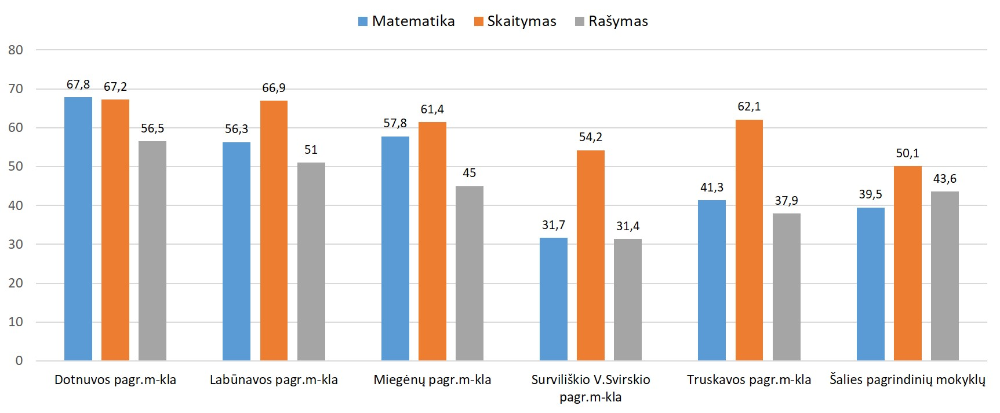 Matematika Skaitymas Rašymas
80
70
60
50
40
30
20
10
0
67,8 67,2 56,5
56,3 66,9 51
57,8 61,4 45
31,7 54,2 31,4
41,3 62,1 37,9
39,5 50,1 43,6
Dotnuvos pagr.m-kla
Labūnavos pagr.m-kla
Miegėnų pagr.m-kla
Surviliškio V.Svirskio
pagr.m-kla
Truskavos pagr.m-kla
Šalies pagrindinių mokyklų